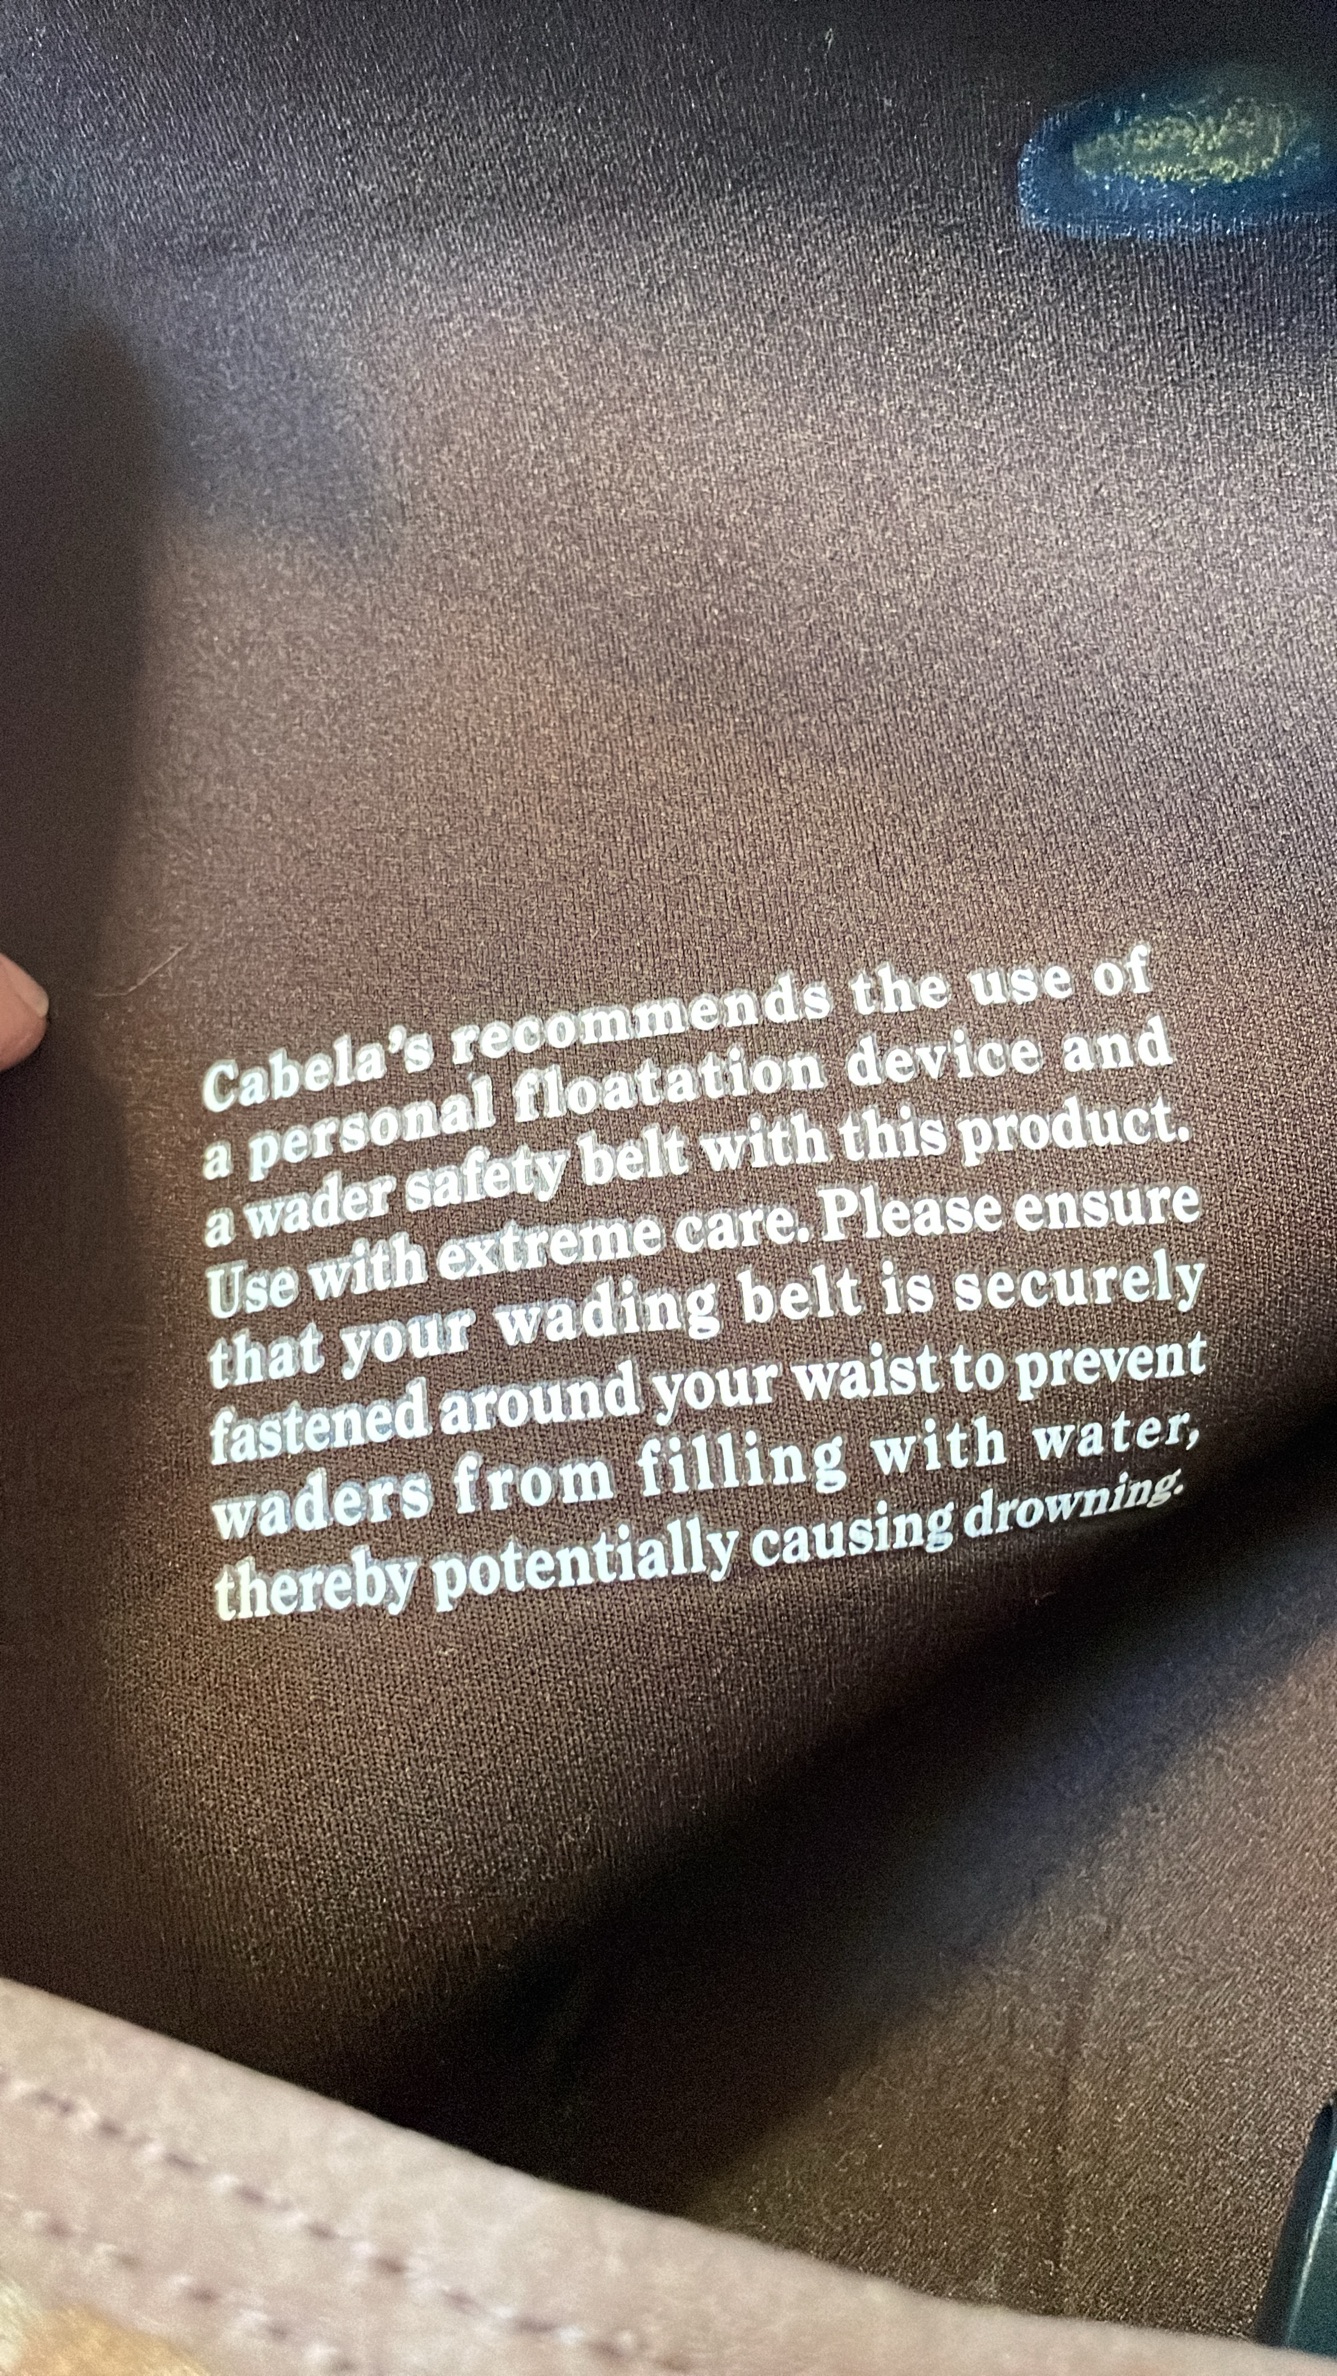 Cabela's recommends the use of
a personal floatation device and
a wader safety belt with this product.
Use with extreme care. Please ensure
that your wading belt is securely
fastened around your waist to prevent
waders from filling with water,
thereby potentially causing drowning.